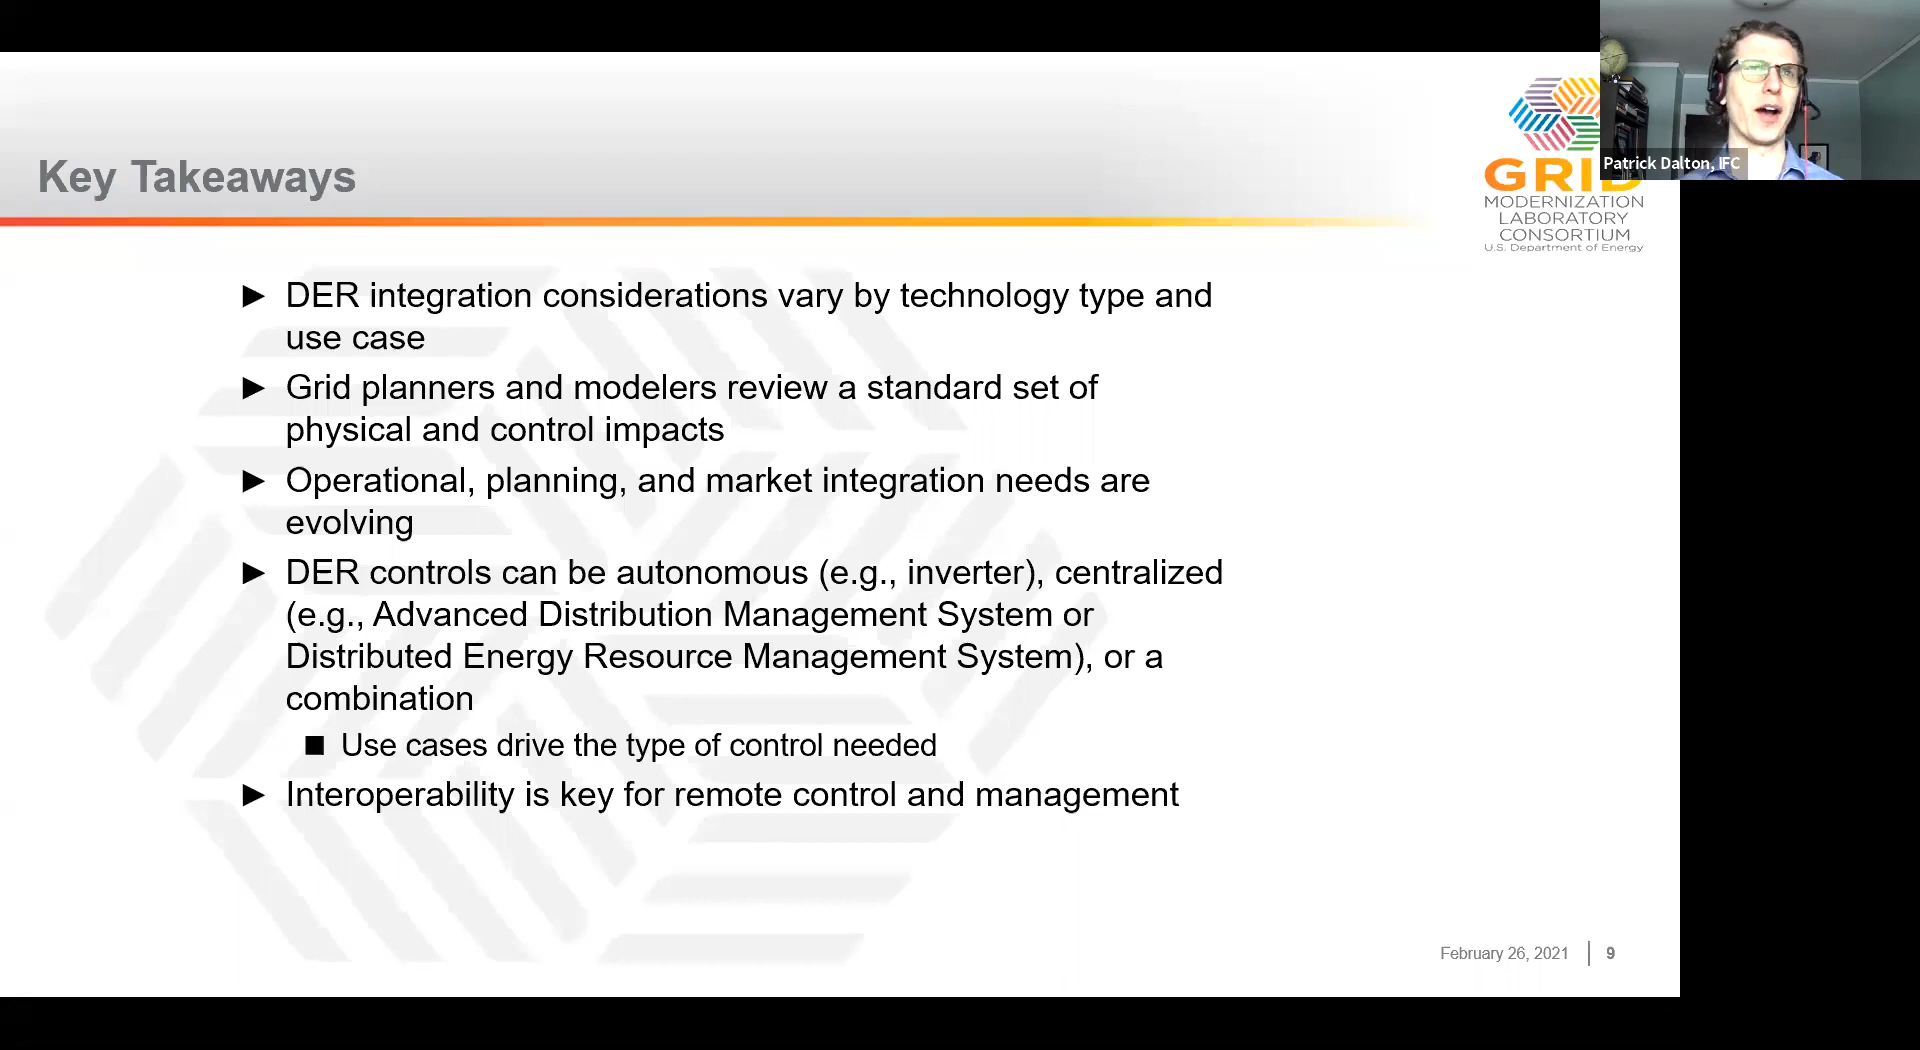 Key Takeaways
Patrick Dalton, IFC
GRID
MODERNIZATION
LABORATORY
CONSORTIUM
U.S. Department of Energy
► DER integration considerations vary by technology type and
use case
► Grid planners and modelers review a standard set of
physical and control impacts
► Operational, planning, and market integration needs are
evolving
► DER controls can be autonomous (e.g., inverter), centralized
(e.g., Advanced Distribution Management System or
Distributed Energy Resource Management System), or a
combination
■ Use cases drive the type of control needed
► Interoperability is key for remote control and management
February 26, 2021 | 9